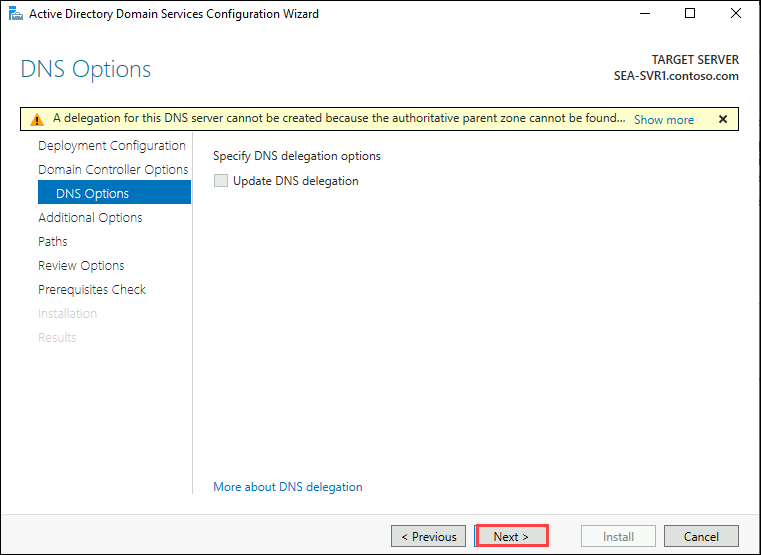 Active Directory Domain Services Configuration Wizard
DNS Options
TARGET SERVER
SEA-SVR1.contoso.com
A delegation for this DNS server cannot be created because the authoritative parent zone cannot be found... Show more
Deployment Configuration
Domain Controller Options
DNS Options
Additional Options
Paths
Review Options
Prerequisites Check
Installation
Results
Specify DNS delegation options
Update DNS delegation
More about DNS delegation
< Previous
Next >
Install
Cancel